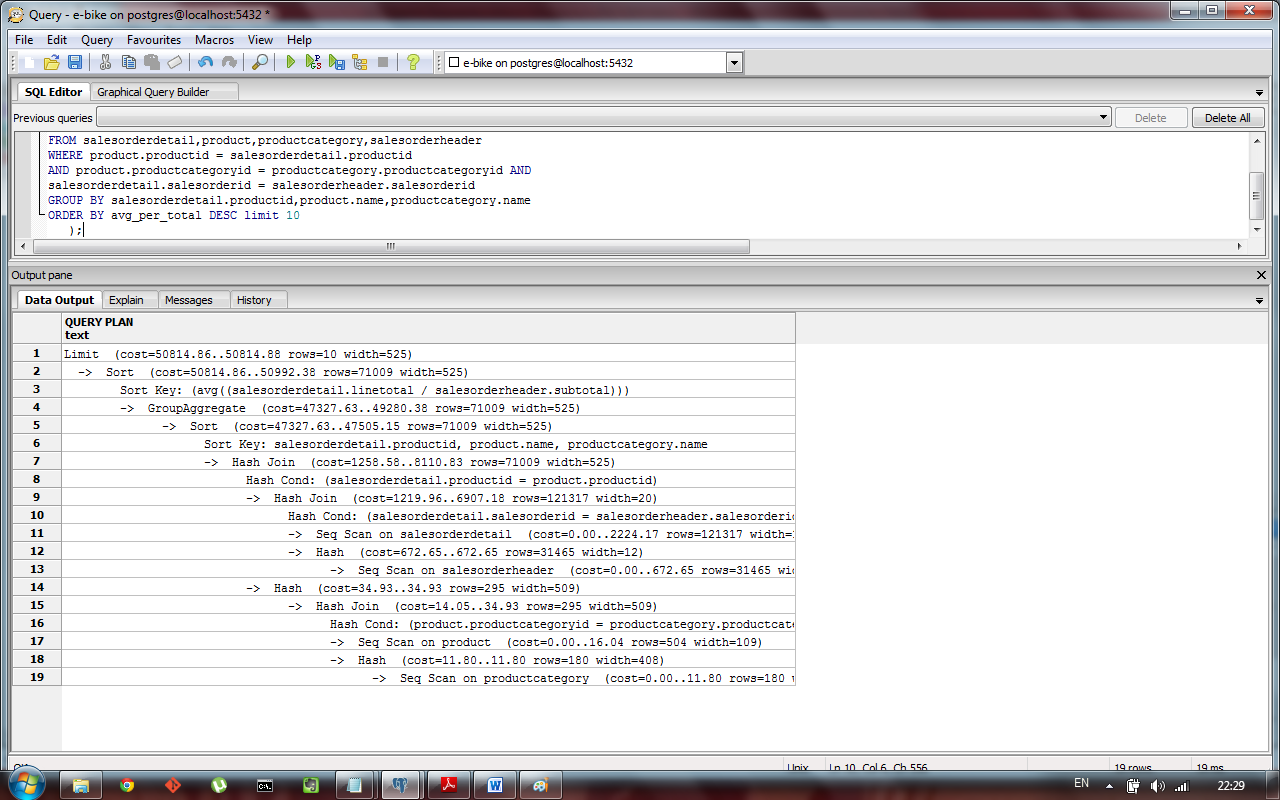 Query - e-bike on postgres@localhost:5432 *
File Edit Query Favourites Macros View Help
e-bike on postgres@localhost:5432
SQL Editor Graphical Query Builder
Previous queries Delete Delete All
FROM salesorderdetail,product,productcategory,salesorderheader
WHERE product.productid = salesorderdetail.productid
AND product.productcategoryid = productcategory.productcategoryid AND
salesorderdetail.salesorderid = salesorderheader.salesorderid
GROUP BY salesorderdetail.productid,product.name,productcategory.name
ORDER BY avg_per_total DESC limit 10
);
Output pane
Data Output Explain Messages History
QUERY PLAN
text
1 Limit (cost=50814.86..50814.88 rows=10 width=525)
2 -> Sort (cost=50814.86..50992.38 rows=71009 width=525)
3 Sort Key: (avg((salesorderdetail.linetotal / salesorderheader.subtotal)))
4 -> GroupAggregate (cost=47327.63..49280.38 rows=71009 width=525)
5 -> Sort (cost=47327.63..47505.15 rows=71009 width=525)
6 Sort Key: salesorderdetail.productid, product.name, productcategory.name
7 -> Hash Join (cost=1258.58..8110.83 rows=71009 width=525)
8 Hash Cond: (salesorderdetail.productid = product.productid)
9 -> Hash Join (cost=1219.96..6907.18 rows=121317 width=20)
10 Hash Cond: (salesorderdetail.salesorderid = salesorderheader.salesorderid
11 -> Seq Scan on salesorderdetail (cost=0.00..2224.17 rows=121317 width=
12 -> Hash (cost=672.65..672.65 rows=31465 width=12)
13 -> Seq Scan on salesorderheader (cost=0.00..672.65 rows=31465 wi
14 -> Hash (cost=34.93..34.93 rows=295 width=509)
15 -> Hash Join (cost=14.05..34.93 rows=295 width=509)
16 Hash Cond: (product.productcategoryid = productcategory.productcate
17 -> Seq Scan on product (cost=0.00..16.04 rows=504 width=109)
18 -> Hash (cost=11.80..11.80 rows=180 width=408)
19 -> Seq Scan on productcategory (cost=0.00..11.80 rows=180
Unix Ln 10, Col 6, Ch 556 19 rows 19 ms
EN 22:29